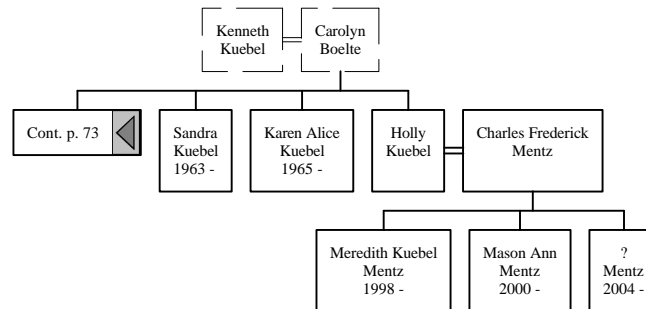 Kenneth
Kuebel
Carolyn
Boelte
Cont. p. 73
Sandra
Kuebel
1963 -
Karen Alice
Kuebel
1965 -
Holly
Kuebel
Charles Frederick
Mentz
Meredith Kuebel
Mentz
1998 -
Mason Ann
Mentz
2000 -
?
Mentz
2004 -